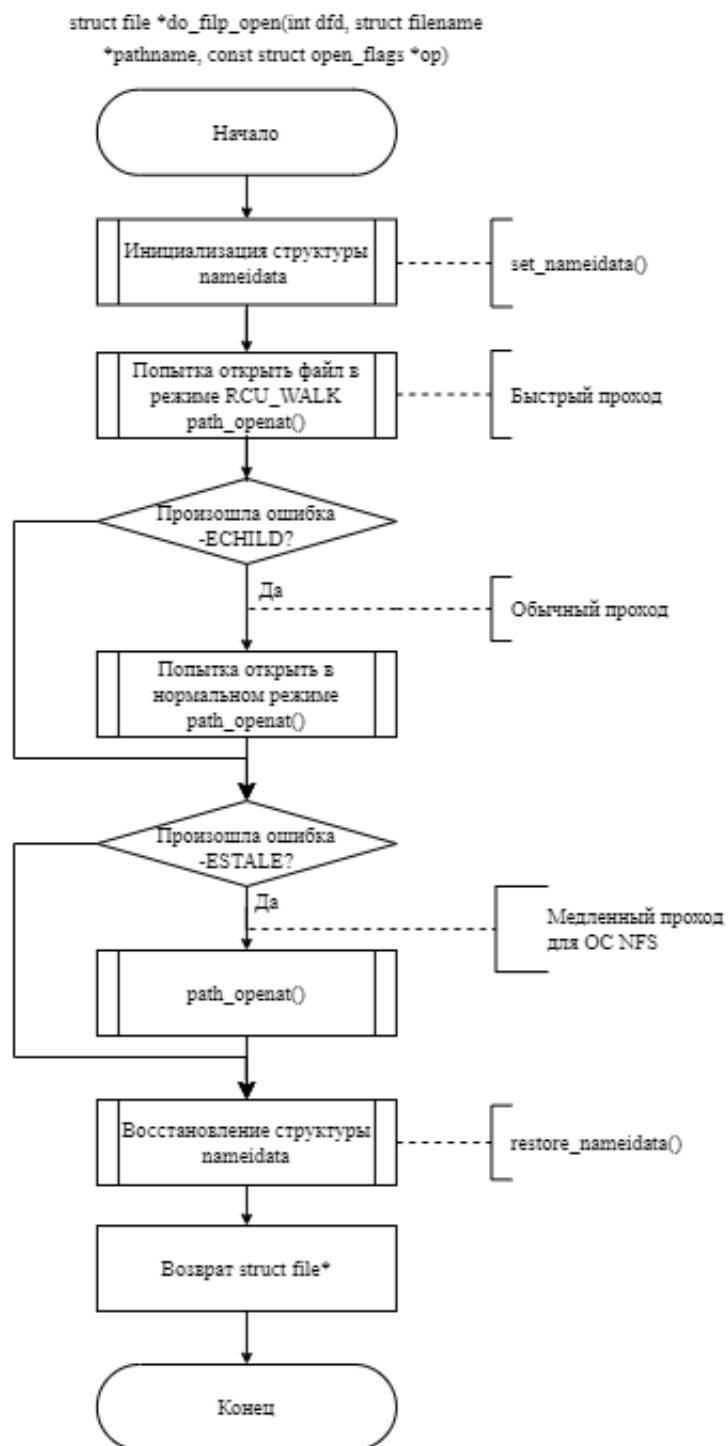 struct file *do_filp_open(int dfd, struct filename
*pathname, const struct open_flags *op)
Начало
Инициализация структуры
nameidata
set_nameidata()
Попытка открыть файл в
режиме RCU_WALK
path_openat()
Быстрый проход
Произошла ошибка
-ECHILD?
Да
Обычный проход
Попытка открыть в
нормальном режиме
path_openat()
Произошла ошибка
-ESTALE?
Да
Медленный проход
для ОС NFS
path_openat()
Восстановление структуры
nameidata
restore_nameidata()
Возврат struct file*
Конец